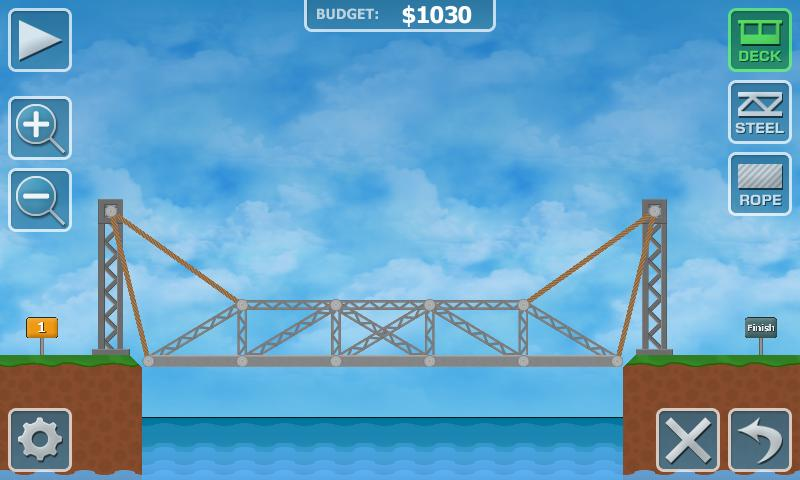 BUDGET: $1030
DECK
STEEL
ROPE
1
Finish